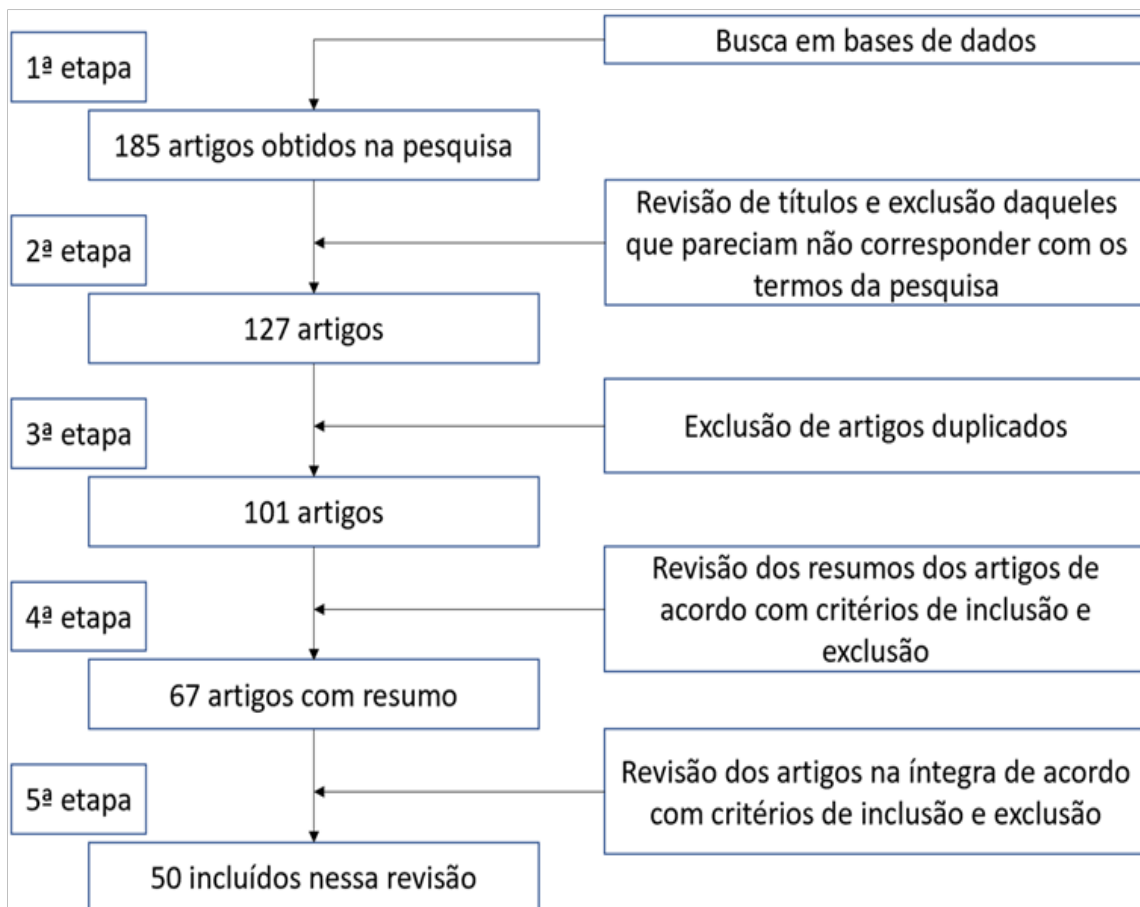 1ª etapa
Busca em bases de dados
185 artigos obtidos na pesquisa
2ª etapa
Revisão de títulos e exclusão daqueles
que pareciam não corresponder com os
termos da pesquisa
127 artigos
3ª etapa
Exclusão de artigos duplicados
101 artigos
4ª etapa
Revisão dos resumos dos artigos de
acordo com critérios de inclusão e
exclusão
67 artigos com resumo
5ª etapa
Revisão dos artigos na íntegra de acordo
com critérios de inclusão e exclusão
50 incluídos nessa revisão